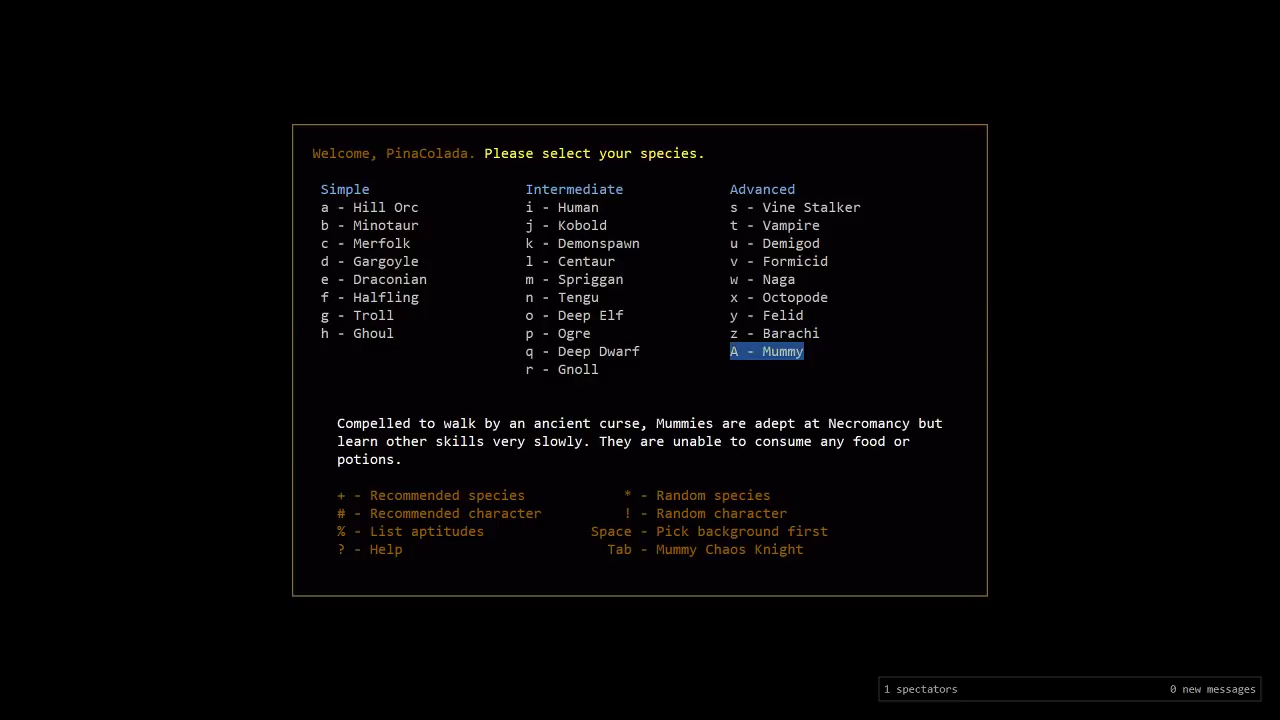 Welcome, PinaColada. Please select your species.
Simple Intermediate Advanced
a - Hill Orc i - Human s - Vine Stalker
b - Minotaur j - Kobold t - Vampire
c - Merfolk k - Demonspawn u - Demigod
d - Gargoyle l - Centaur v - Formicid
e - Draconian m - Spriggan w - Naga
f - Halfling n - Tengu x - Octopode
g - Troll o - Deep Elf y - Felid
h - Ghoul p - Ogre z - Barachi
q - Deep Dwarf A - Mummy
r - Gnoll
Compelled to walk by an ancient curse, Mummies are adept at Necromancy but
learn other skills very slowly. They are unable to consume any food or
potions.
+ - Recommended species * - Random species
# - Recommended character ! - Random character
% - List aptitudes Space - Pick background first
? - Help Tab - Mummy Chaos Knight
1 spectators 0 new messages